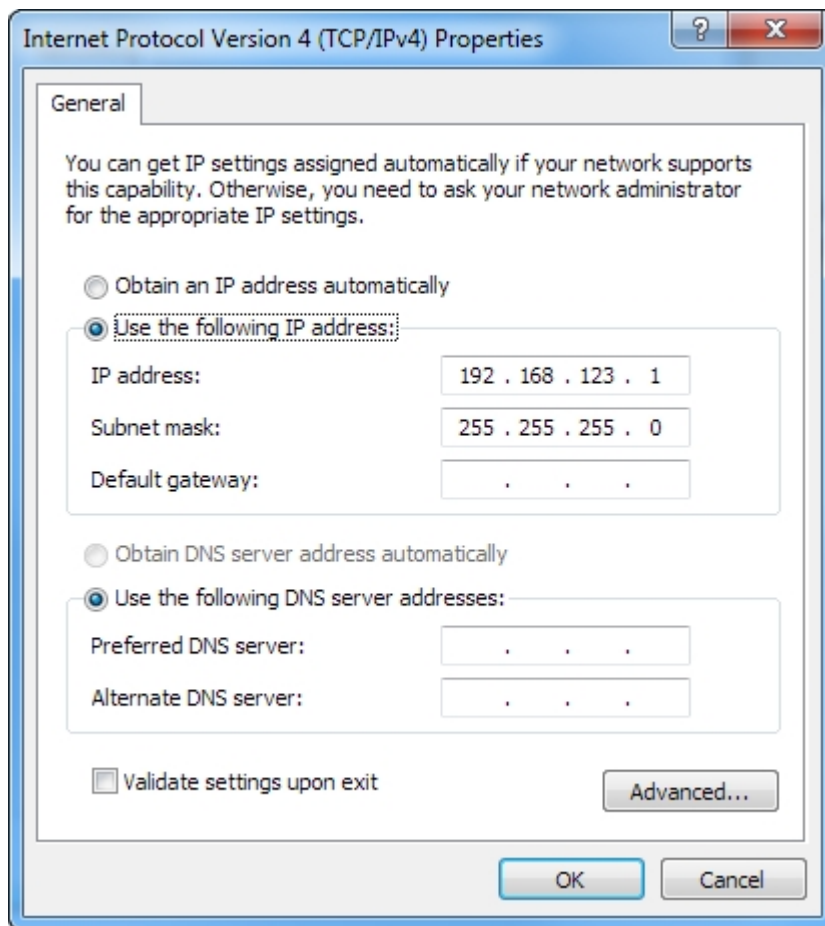 Internet Protocol Version 4 (TCP/IPv4) Properties
?
General
You can get IP settings assigned automatically if your network supports
this capability. Otherwise, you need to ask your network administrator
for the appropriate IP settings.
Obtain an IP address automatically
Use the following IP address:
IP address: 192 . 168 . 123 . 1
Subnet mask: 255 . 255 . 255 . 0
Default gateway: . . .
Obtain DNS server address automatically
Use the following DNS server addresses:
Preferred DNS server: . . .
Alternate DNS server: . . .
Validate settings upon exit
Advanced...
OK Cancel